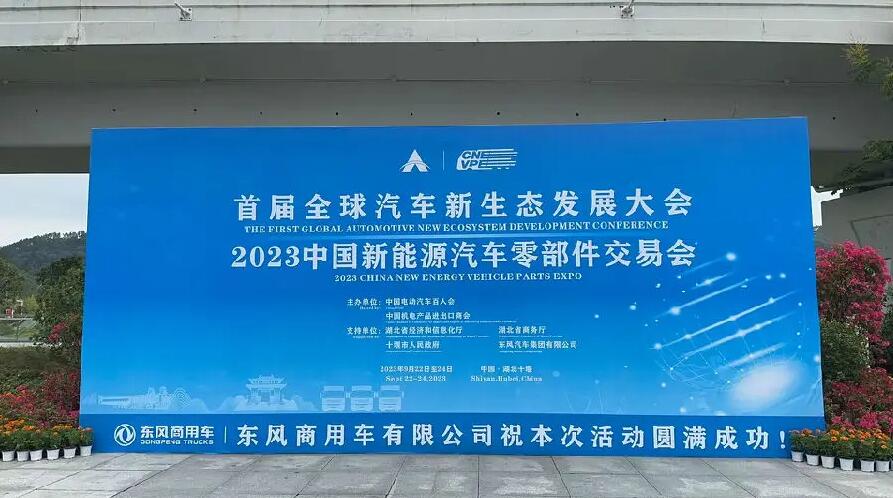 CNEVPE
首届全球汽车新生态发展大会
THE FIRST GLOBAL AUTOMOTIVE NEW ECOSYSTEM DEVELOPMENT CONFERENCE
2023中国新能源汽车零部件交易会
2023 CHINA NEW ENERGY VEHICLE PARTS EXPO
主办单位：中国电动汽车百人会
中国机电产品进出口商会
支持单位：湖北省经济和信息化厅 湖北省商务厅
十堰市人民政府 东风汽车集团有限公司
2023年9月22日至24日 中国·湖北十堰
Sept 22-24,2023 Shiyan,Hubei,China
东风商用车 东风商用车有限公司祝本次活动圆满成功！
DONGFENG TRUCKS